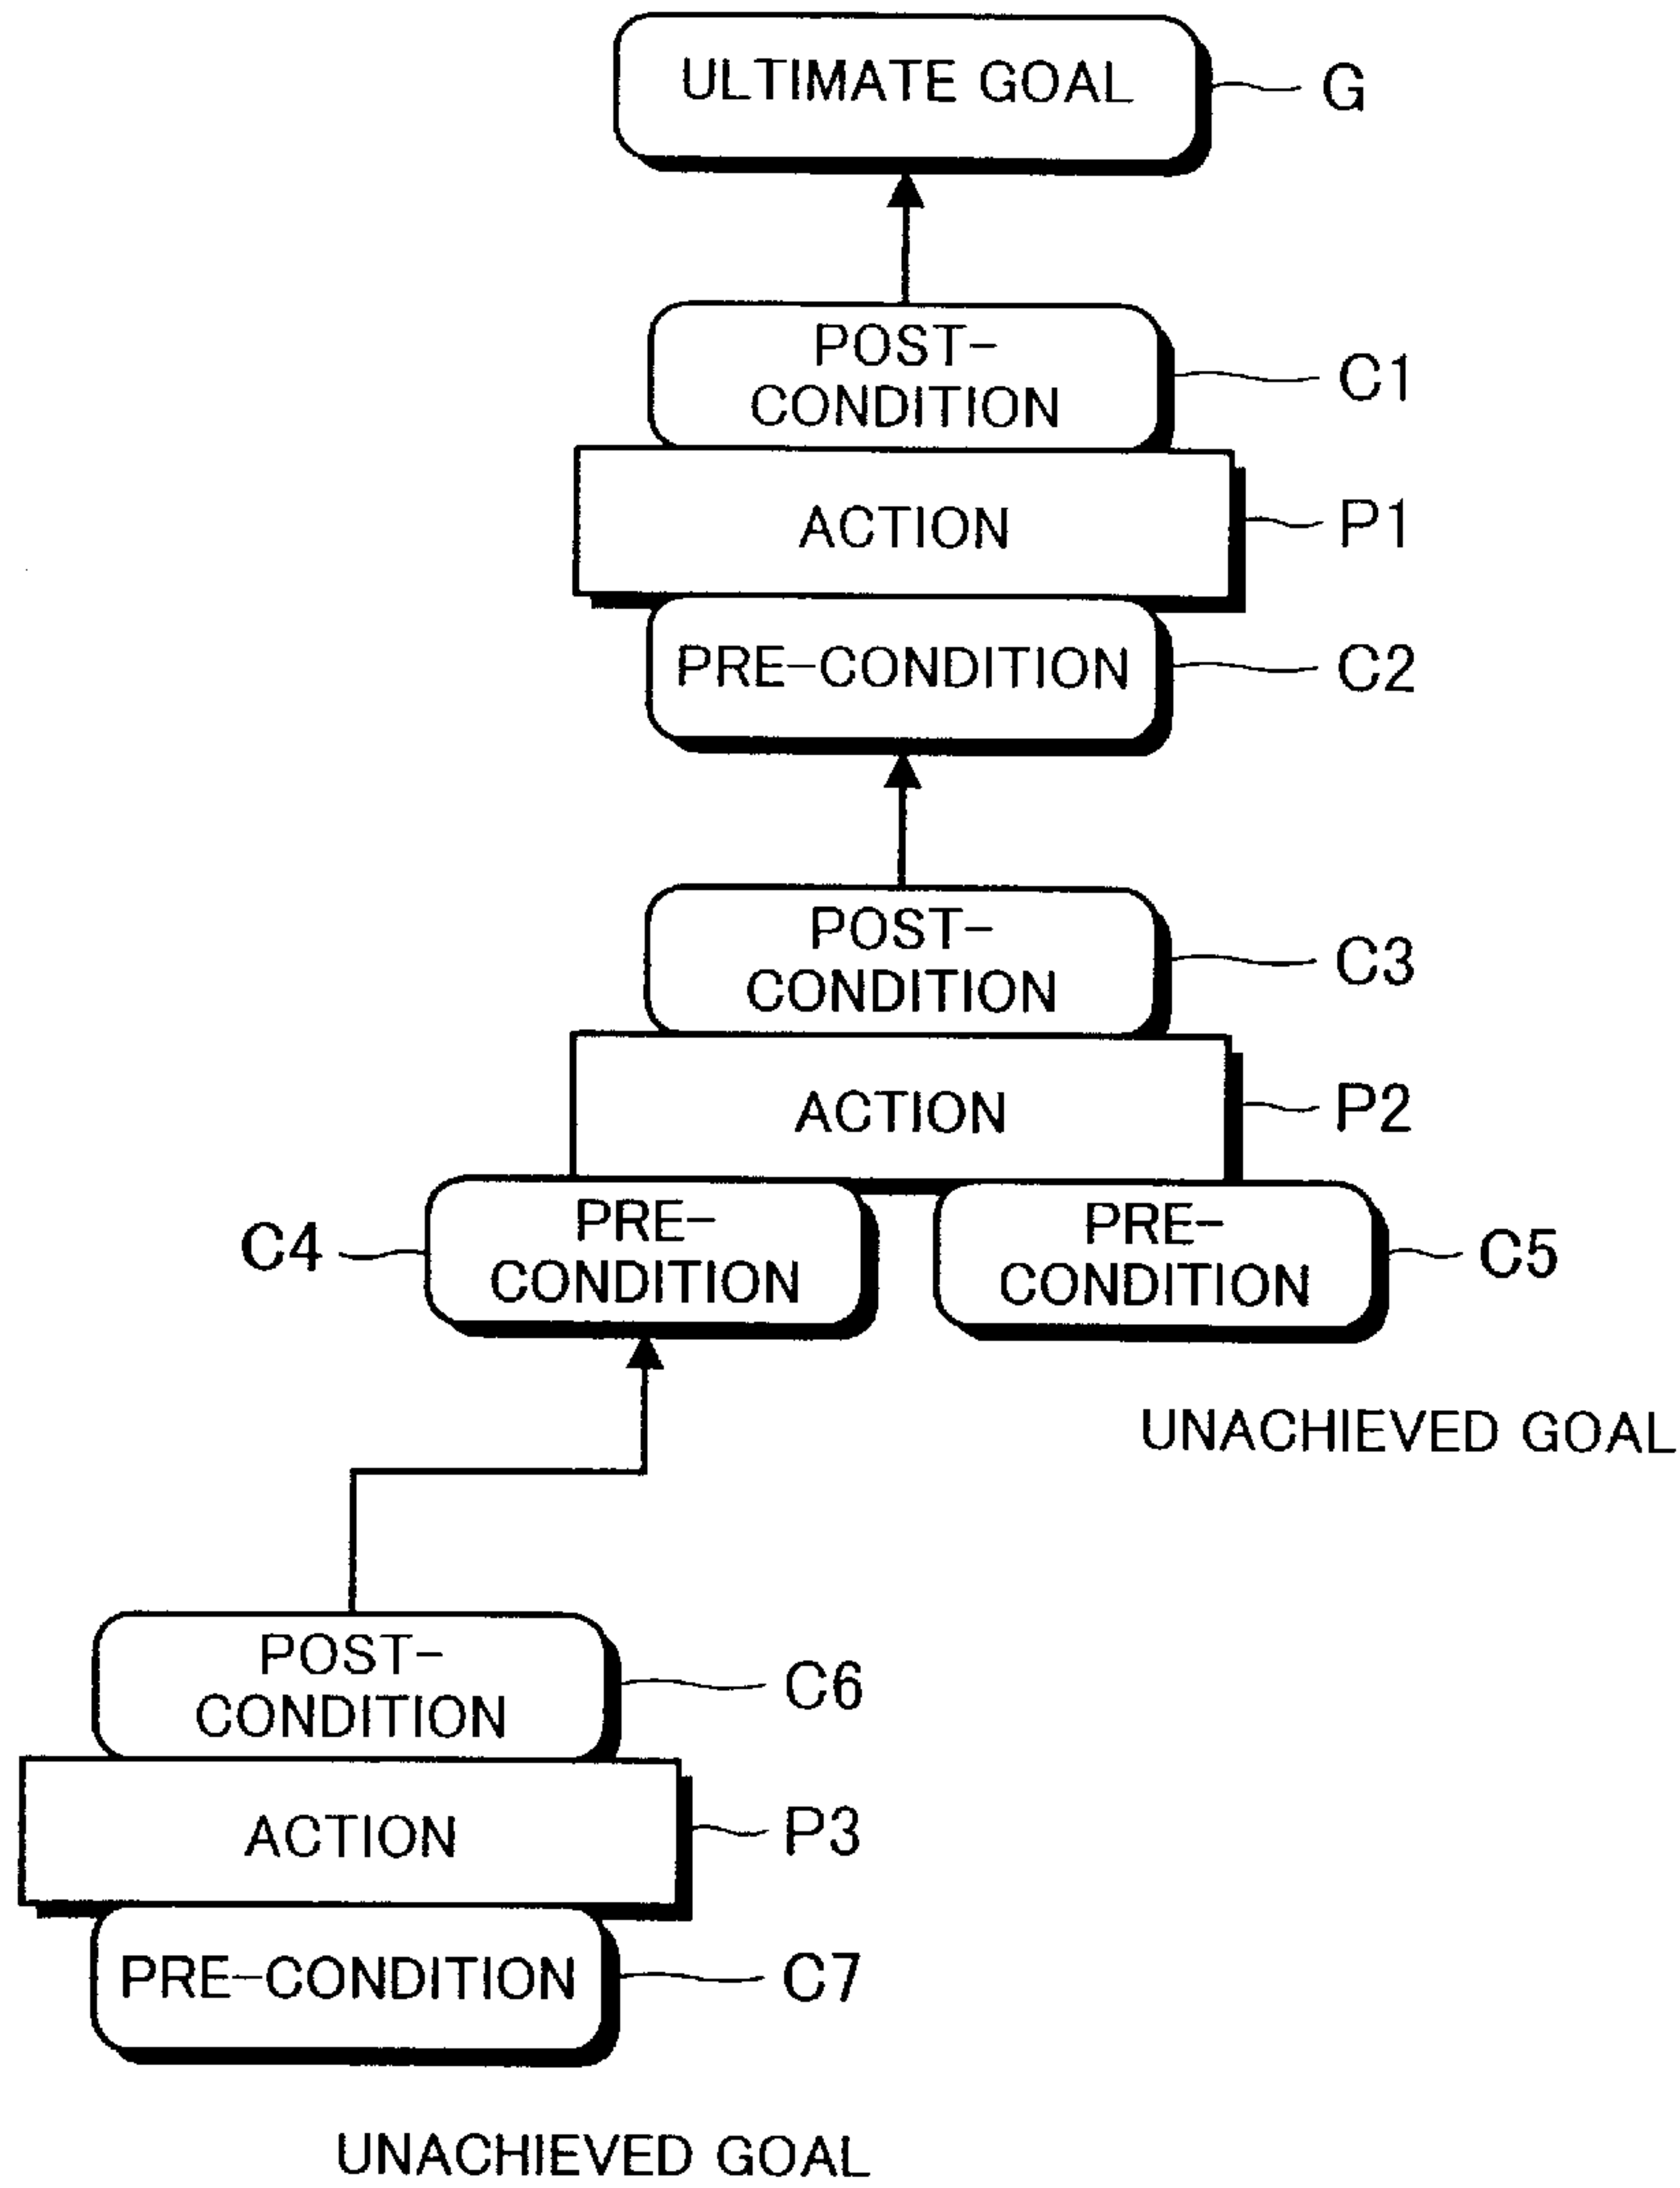 ULTIMATE GOAL
G
POST-
CONDITION
C1
ACTION
P1
PRE-CONDITION
C2
POST-
CONDITION
C3
ACTION
P2
C4
PRE-
CONDITION
PRE-
CONDITION
C5
UNACHIEVED GOAL
POST-
CONDITION
C6
ACTION
P3
PRE-CONDITION
C7
UNACHIEVED GOAL